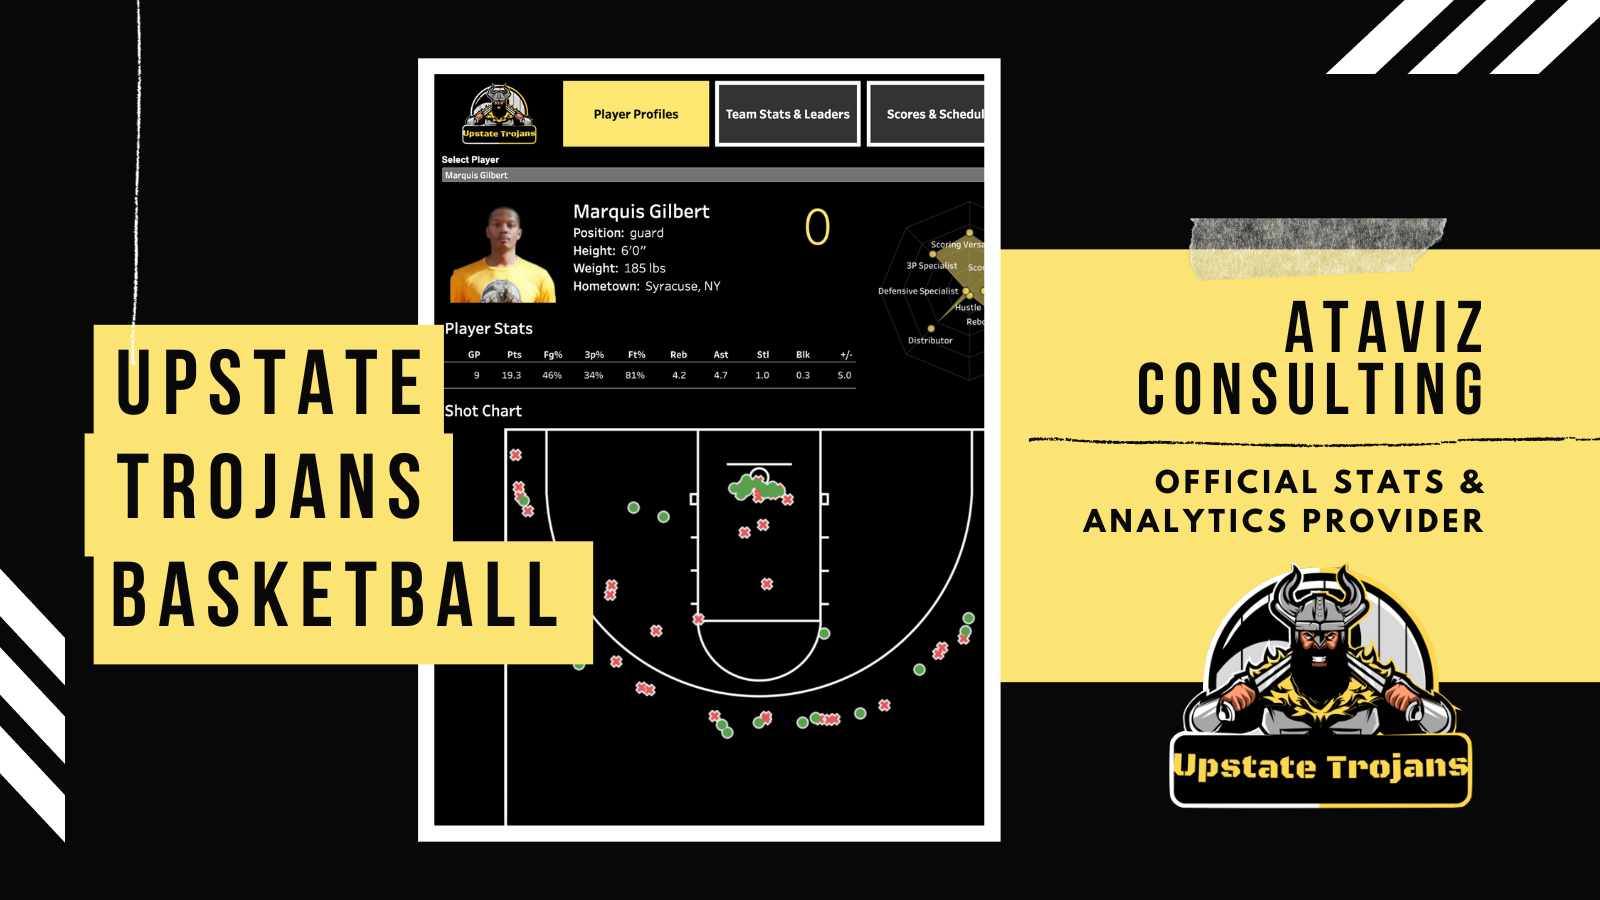 UPSTATE
TROJANS
BASKETBALL
Upstate Trojans
Player Profiles
Team Stats & Leaders
Scores & Schedul
Select Player
Marquis Gilbert
Marquis Gilbert
Position: guard
Height: 6'0"
Weight: 185 lbs
Hometown: Syracuse, NY
0
Scoring Versa
3P Specialist
Scor
Defensive Specialist
Hustle
Rebo
Distributor
Player Stats
GP Pts Fg% 3p% Ft% Reb Ast Stl Blk +/-
9 19.3 46% 34% 81% 4.2 4.7 1.0 0.3 5.0
Shot Chart
ATAVIZ
CONSULTING
OFFICIAL STATS &
ANALYTICS PROVIDER
Upstate Trojans